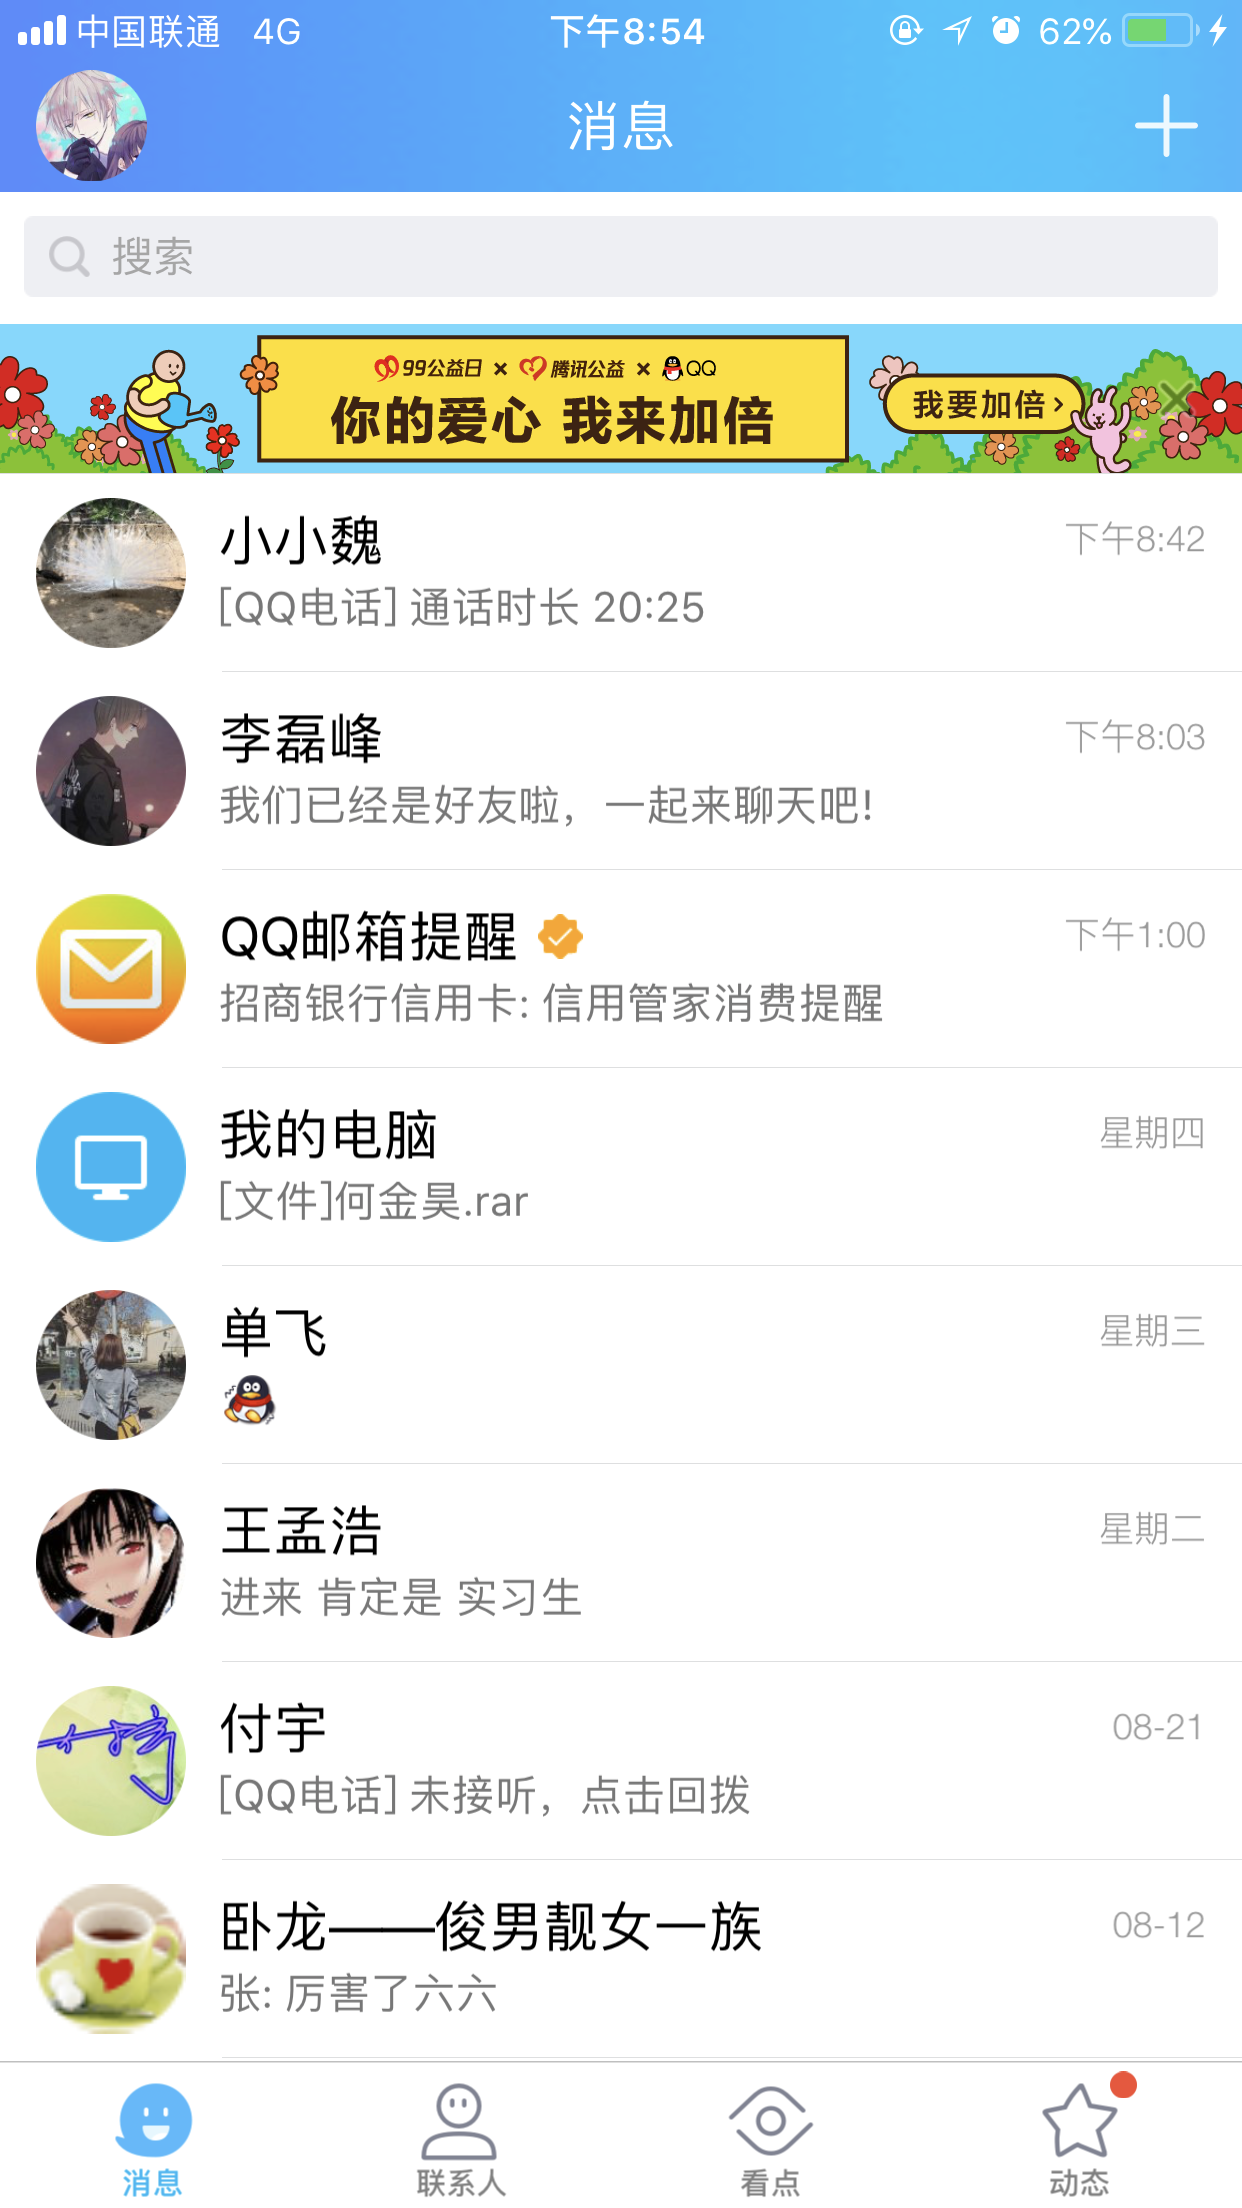 中国联通 4G 下午8:54 62%
消息
搜索
99公益日 × 腾讯公益 × QQ
你的爱心 我来加倍
我要加倍
小小魏 下午8:42
[QQ电话] 通话时长 20:25
李磊峰 下午8:03
我们已经是好友啦，一起来聊天吧!
QQ邮箱提醒 下午1:00
招商银行信用卡: 信用管家消费提醒
我的电脑 星期四
[文件]何金昊.rar
单飞 星期三
王孟浩 星期二
进来 肯定是 实习生
付宇 08-21
[QQ电话] 未接听，点击回拨
卧龙——俊男靓女一族 08-12
张: 厉害了六六
消息 联系人 看点 动态